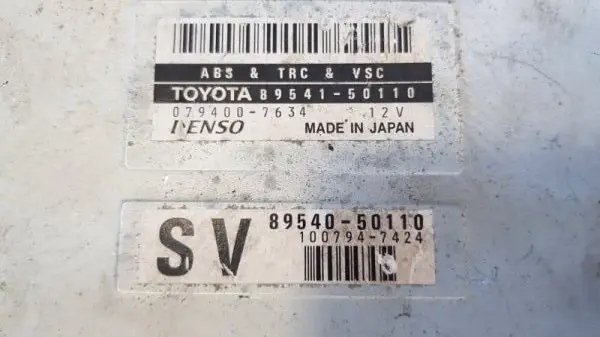 ABS & TRC & VSC
TOYOTA 89541-50110
079400-7634 12V
DENSO MADE IN JAPAN
SV 89540-50110
100794-7424